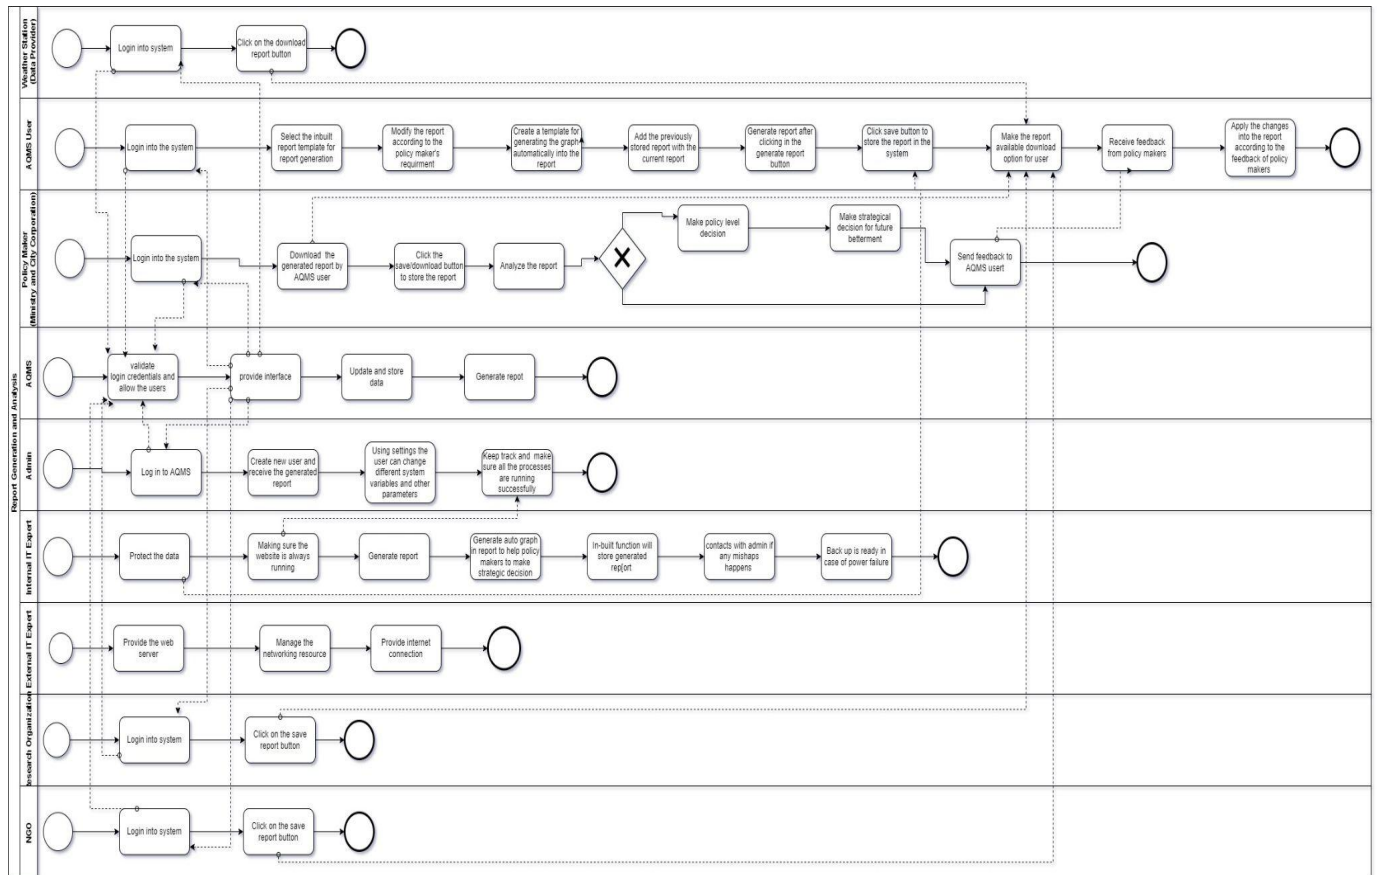 Report Generation and Analysis
Weather Station
(Data Provider)
Login into system
Click on the download
report button
AQMS User
Login into the system
Select the inbuilt
report template for
report generation
Modify the report
according to the
policy maker's
requirment
Create a template for
generating the graph
automatically into the
report
Add the previously
stored report with the
current report
Generate report after
clicking in the
generate report
button
Click save button to
store the report in the
system
Make the report
available download
option for user
Receive feedback
from policy makers
Apply the changes
into the report
according to the
feedback of policy
makers
Policy Maker
(Ministry and City Corporation)
Login into the system
Download the
generated report by
AQMS user
Click the
save/download button
to store the report
Analyze the report
Make policy level
decision
Make strategical
decision for future
betterment
Send feedback to
AQMS usert
AQMS
validate
login credentials and
allow the users
provide interface
Update and store
data
Generate repot
Admin
Log in to AQMS
Create new user and
receive the generated
report
Using settings the
user can change
different system
variables and other
parameters
Keep track and make
sure all the processes
are running
successfully
Internal IT Expert
Protect the data
Making sure the
website is always
running
Generate report
Generate auto graph
in report to help policy
makers to make
strategic decision
In-built function will
store generated
rep[ort
contacts with admin if
any mishaps
happens
Back up is ready in
case of power failure
External IT Expert
Provide the web
server
Manage the
networking resource
Provide internet
connection
esearch Organization
Login into system
Click on the save
report button
NGO
Login into system
Click on the save
report button